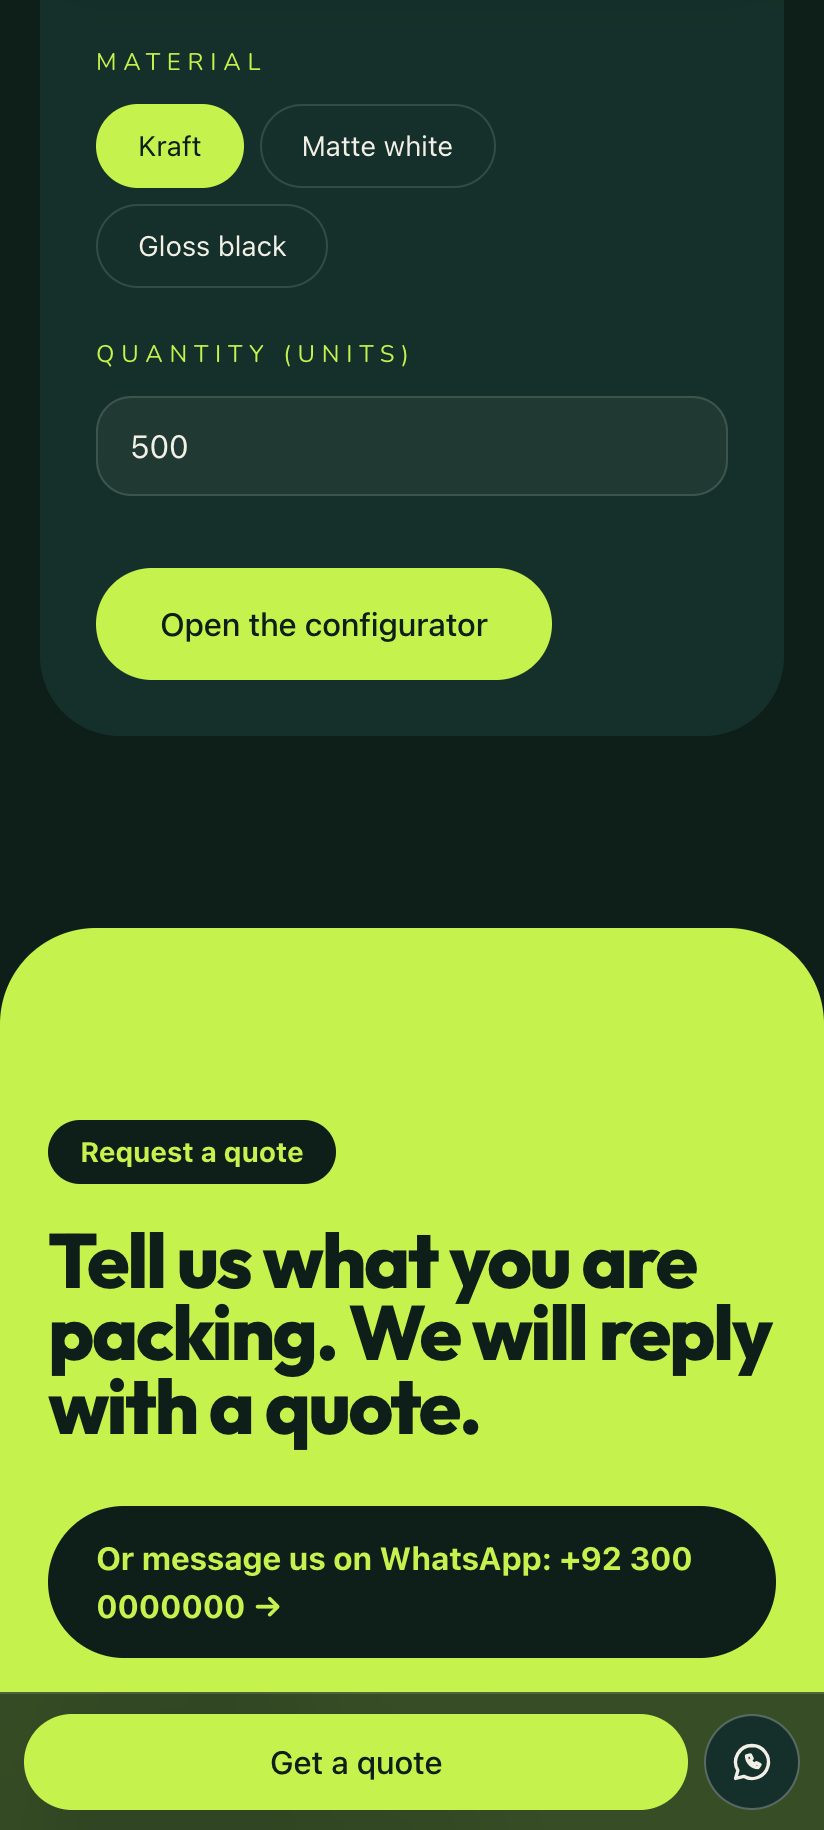 MATERIAL
Kraft
Matte white
Gloss black
QUANTITY (UNITS)
500
Open the configurator
Request a quote
Tell us what you are
packing. We will reply
with a quote.
Or message us on WhatsApp: +92 300
0000000 →
Get a quote